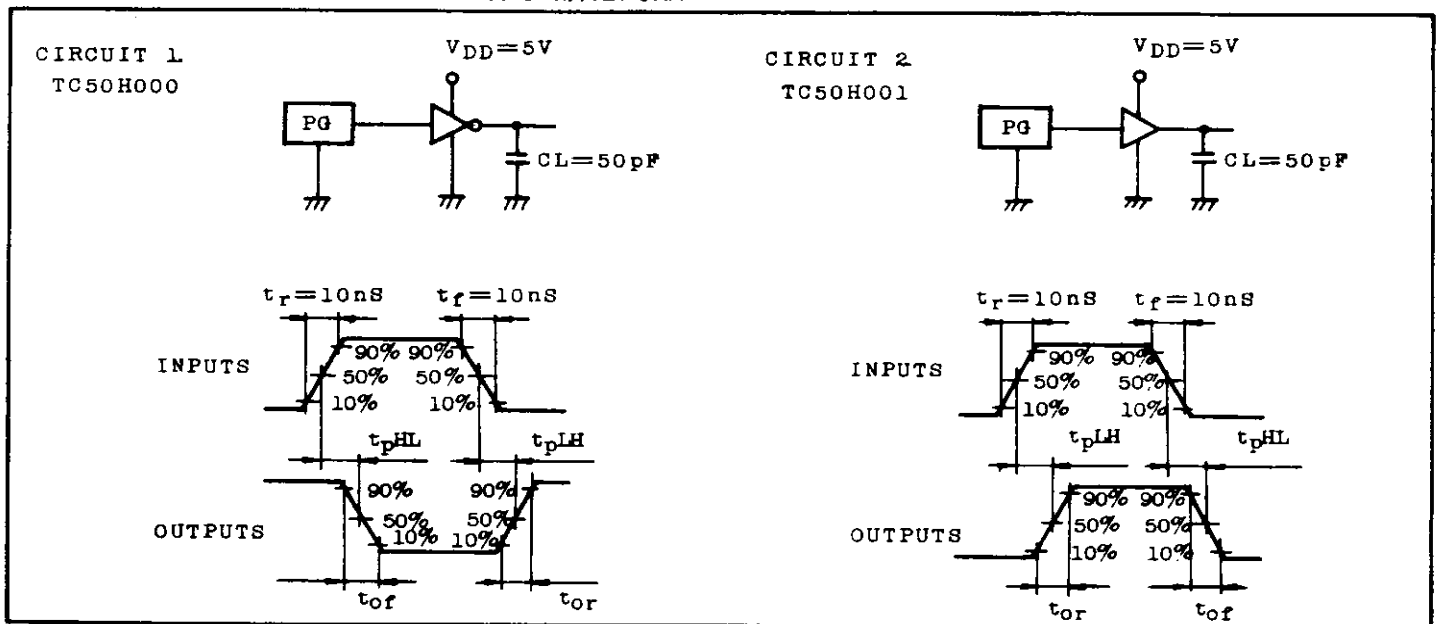 CIRCUIT 1
TC50H000
VDD=5V
PG
CL=50pF
tr=10nS tf=10nS
INPUTS
90% 90%
50% 50%
10% 10%
tpHL tpLH
OUTPUTS
90% 90%
50% 50%
10% 10%
tof tor
CIRCUIT 2
TC50H001
VDD=5V
PG
CL=50pF
tr=10nS tf=10nS
INPUTS
90% 90%
50% 50%
10% 10%
tpLH tpHL
OUTPUTS
90% 90%
50% 50%
10% 10%
tor tof